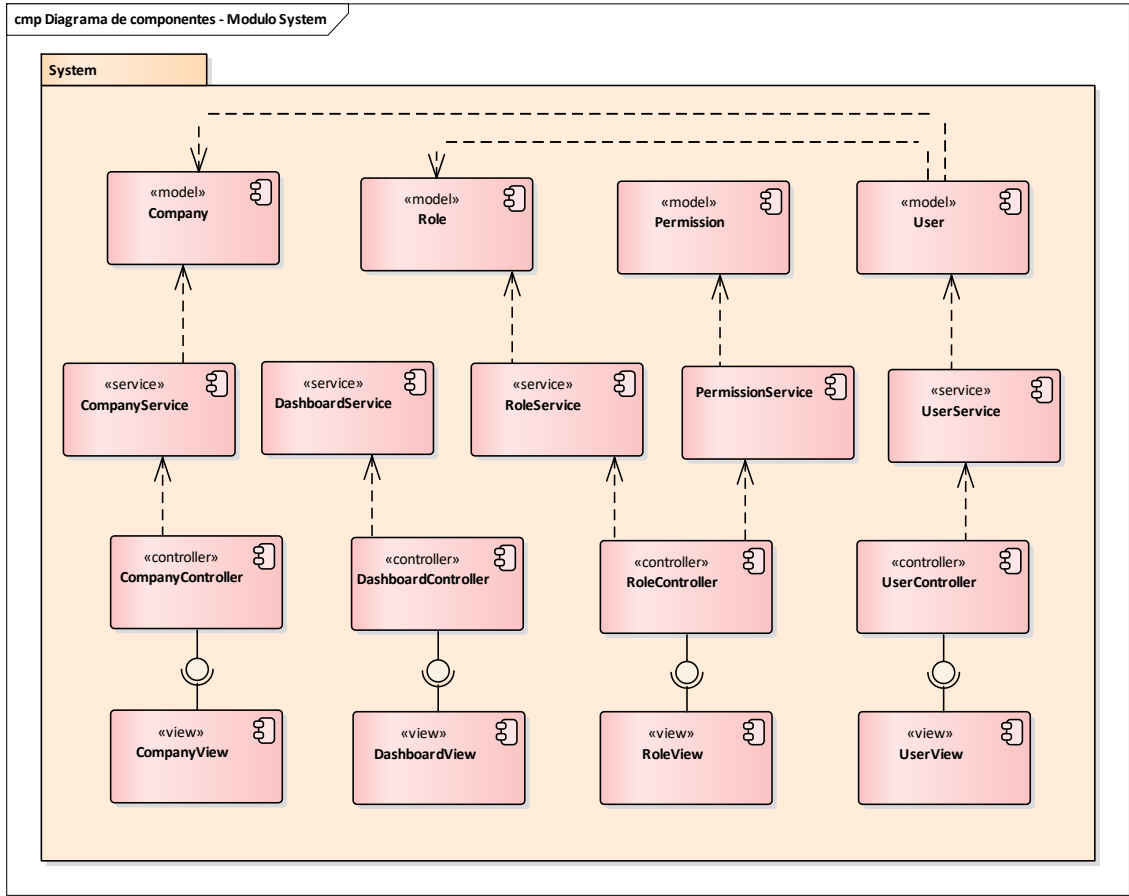 cmp Diagrama de componentes - Modulo System
System
«model»
Company
«model»
Role
«model»
Permission
«model»
User
«service»
CompanyService
«service»
DashboardService
«service»
RoleService
PermissionService
«service»
UserService
«controller»
CompanyController
«controller»
DashboardController
«controller»
RoleController
«controller»
UserController
«view»
CompanyView
«view»
DashboardView
«view»
RoleView
«view»
UserView